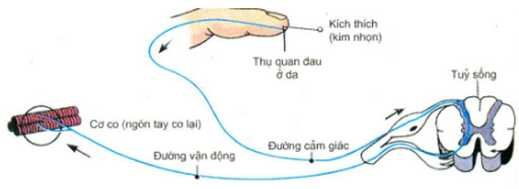 Kích thích
(kim nhọn)
Thụ quan đau
ở da
Tuỷ sống
Cơ co (ngón tay cơ lại)
Đường cảm giác
Đường vận động